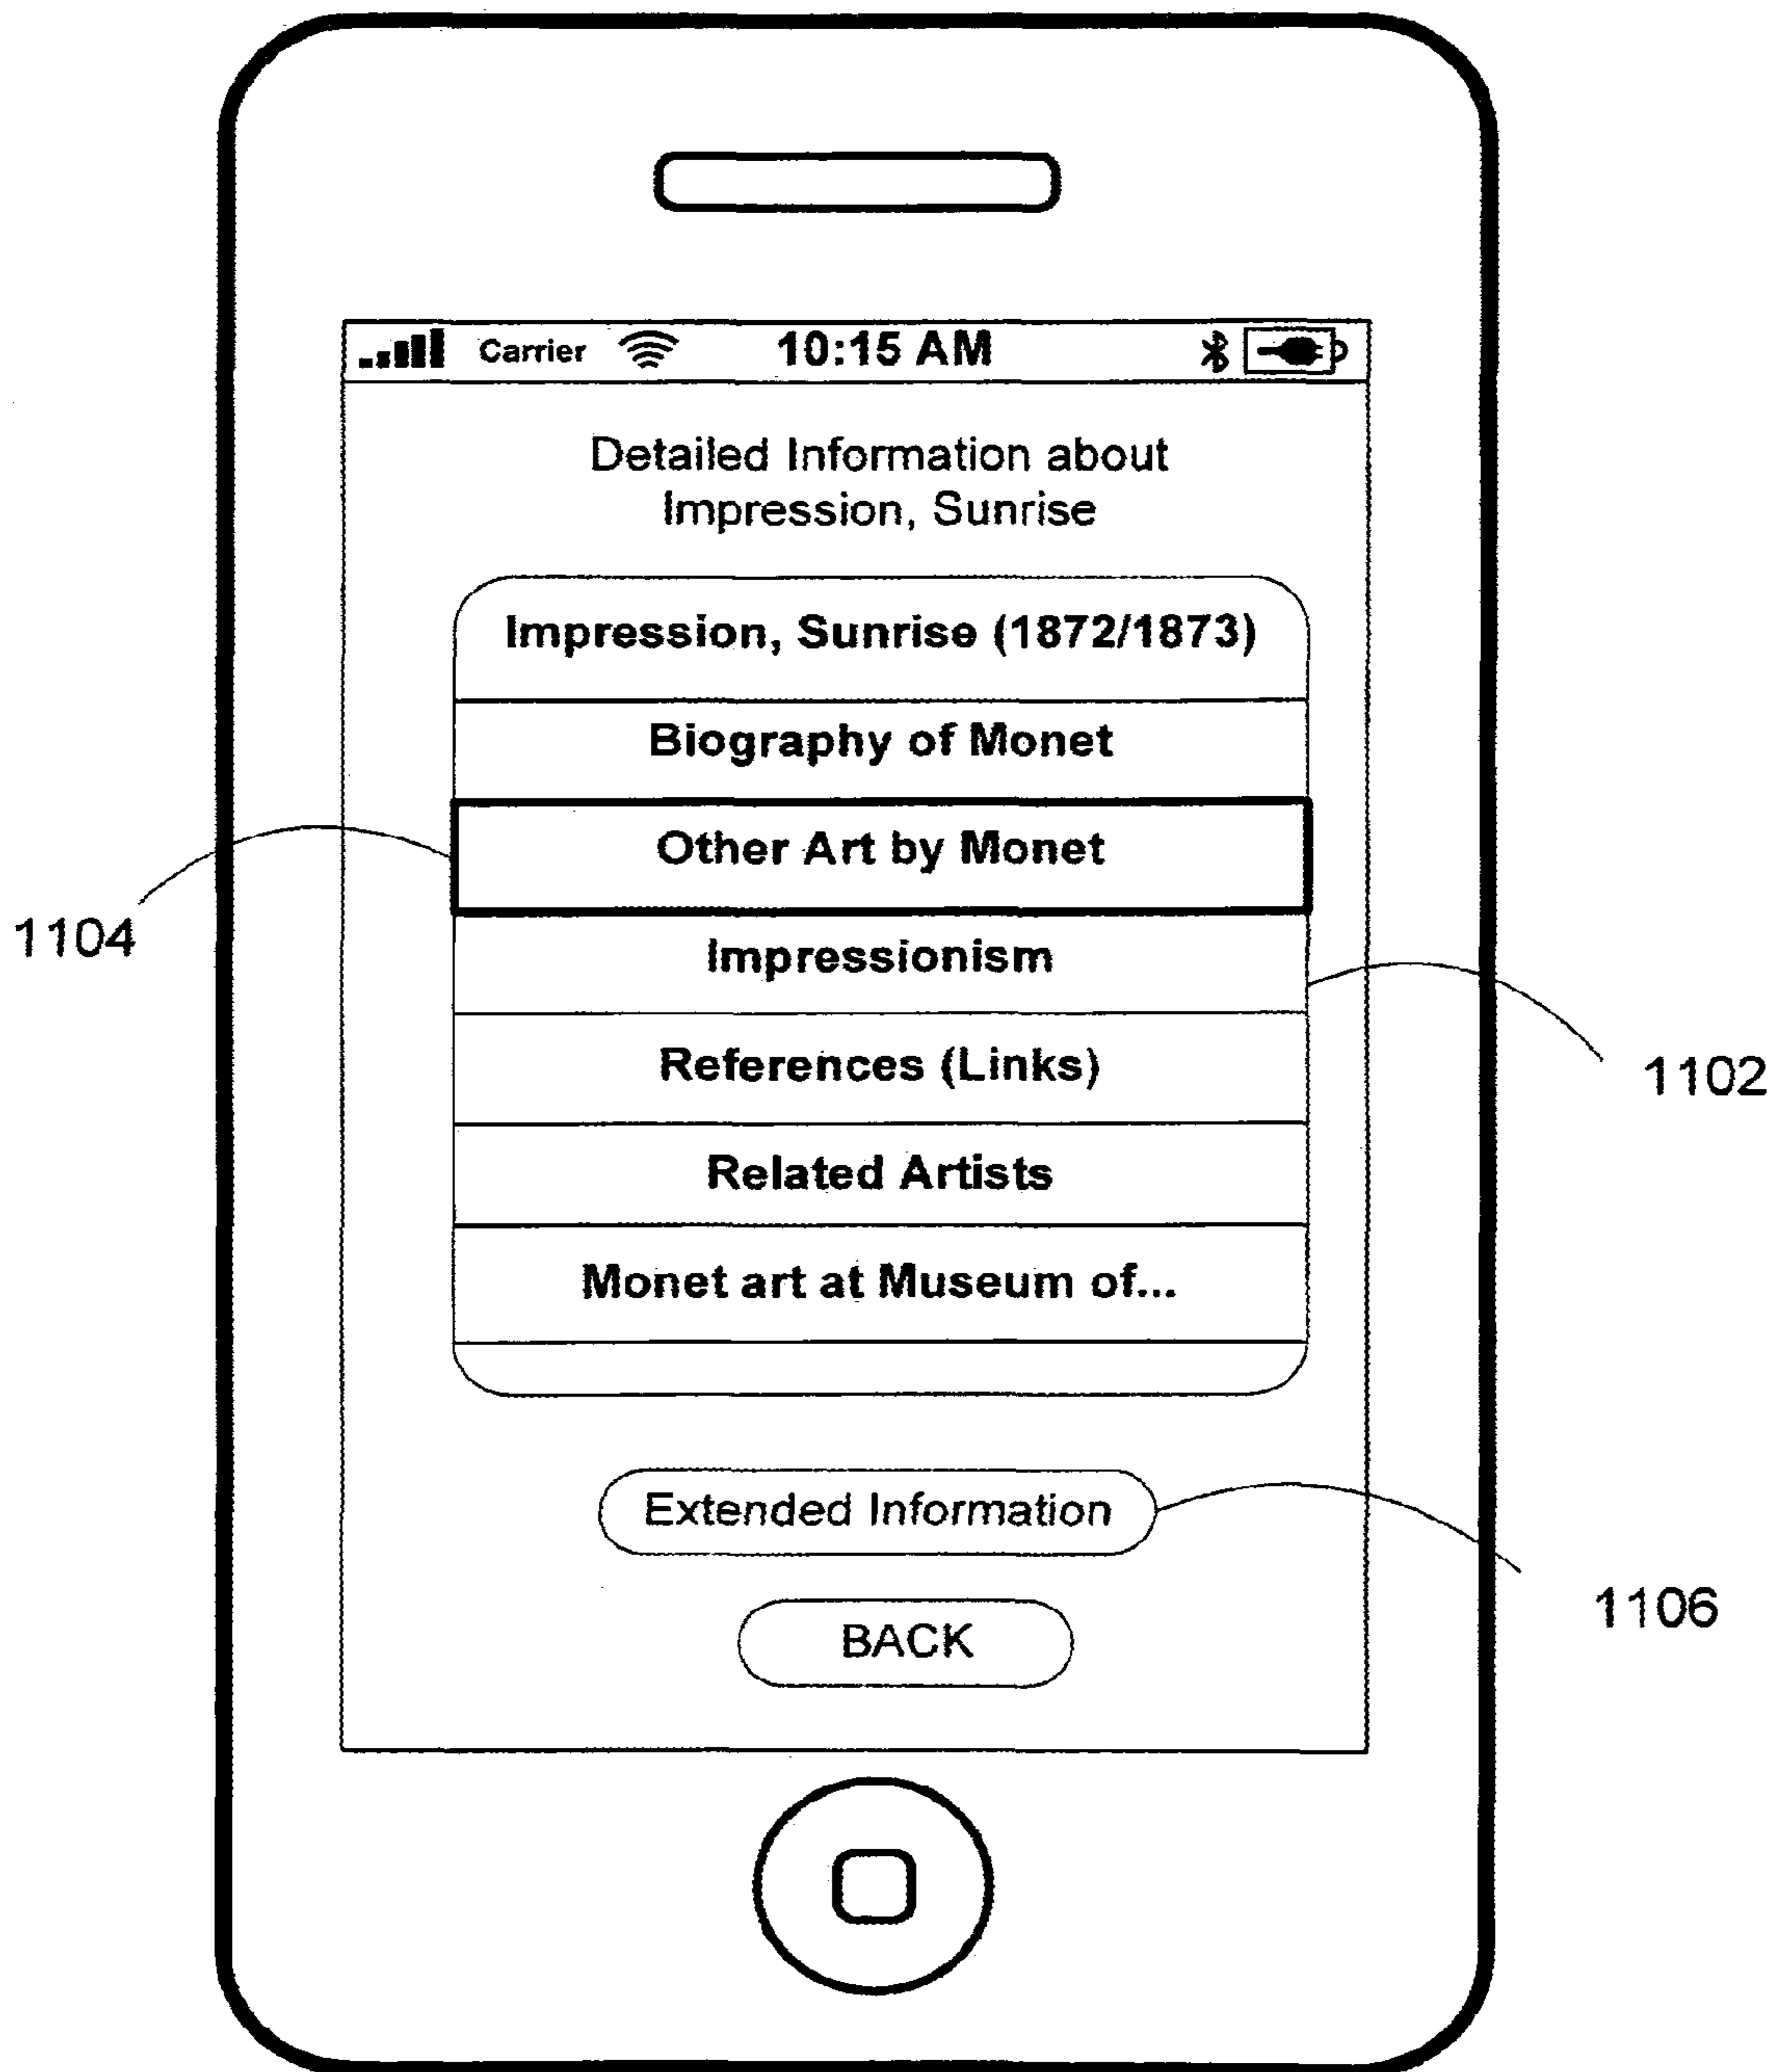 Carrier 10:15 AM
Detailed Information about
Impression, Sunrise
Impression, Sunrise (1872/1873)
Biography of Monet
Other Art by Monet
1104
Impressionism
1102
References (Links)
Related Artists
Monet art at Museum of...
Extended Information
1106
BACK